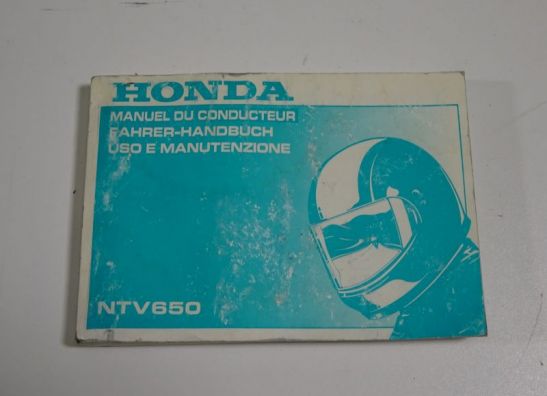 HONDA
MANUEL DU CONDUCTEUR
FAHRER-HANDBUCH
USO E MANUTENZIONE
NTV650